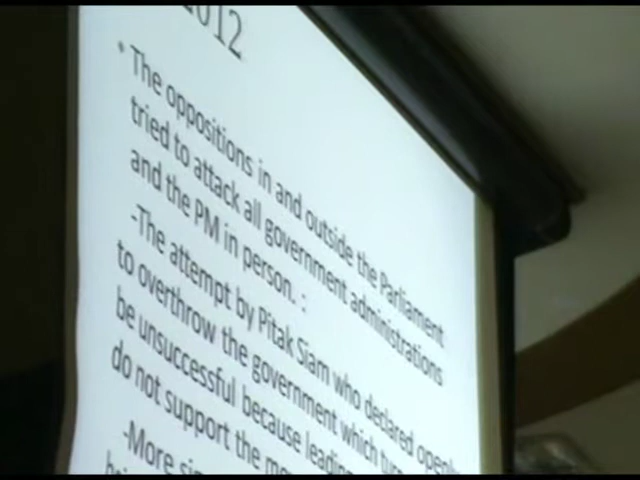 2012
• The oppositions in and outside the Parliament
tried to attack all government administrations
and the PM in person. :
-The attempt by Pitak Siam who declared
to overthrow the government which
be unsuccessful because
do not support the
-More